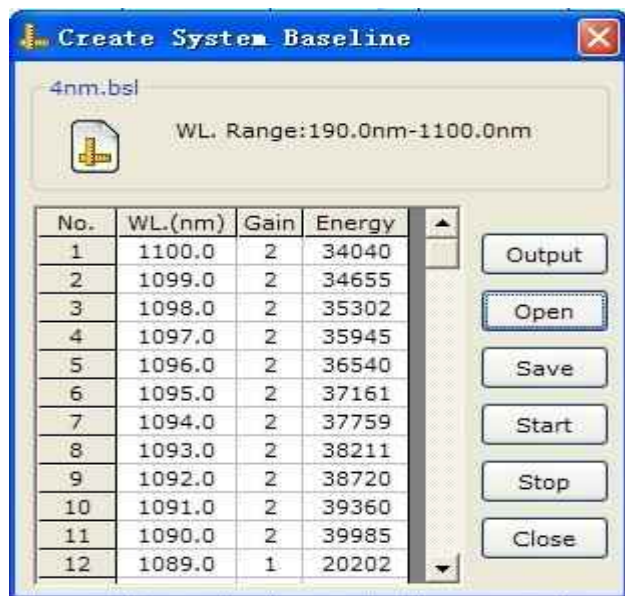 Create System Baseline
4nm.bsl
WL. Range:190.0nm-1100.0nm
No. WL.(nm) Gain Energy
1 1100.0 2 34040
2 1099.0 2 34655
3 1098.0 2 35302
4 1097.0 2 35945
5 1096.0 2 36540
6 1095.0 2 37161
7 1094.0 2 37759
8 1093.0 2 38211
9 1092.0 2 38720
10 1091.0 2 39360
11 1090.0 2 39985
12 1089.0 1 20202
Output
Open
Save
Start
Stop
Close